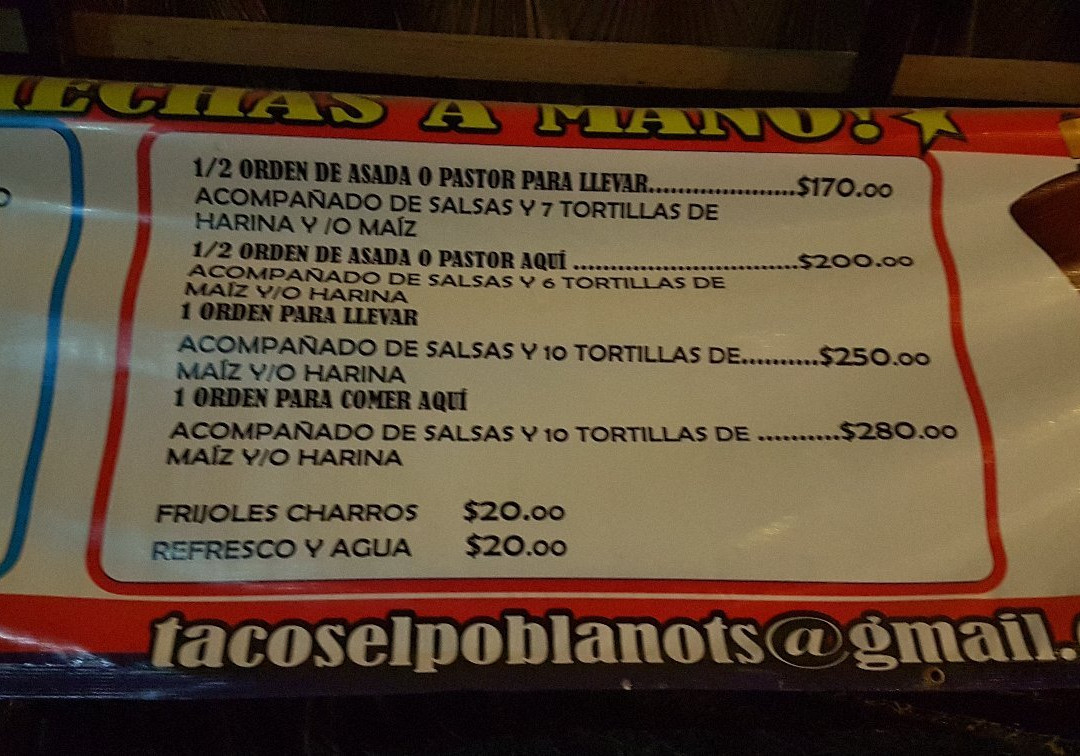 HECHAS A MANO!
1/2 ORDEN DE ASADA O PASTOR PARA LLEVAR.....................$170.00
ACOMPAÑADO DE SALSAS Y 7 TORTILLAS DE
HARINA Y /O MAÍZ
1/2 ORDEN DE ASADA O PASTOR AQUÍ ................................$200.00
ACOMPAÑADO DE SALSAS Y 6 TORTILLAS DE
MAÍZ Y/O HARINA
1 ORDEN PARA LLEVAR
ACOMPAÑADO DE SALSAS Y 10 TORTILLAS DE..........$250.00
MAÍZ Y/O HARINA
1 ORDEN PARA COMER AQUÍ
ACOMPAÑADO DE SALSAS Y 10 TORTILLAS DE ..........$280.00
MAÍZ Y/O HARINA
FRIJOLES CHARROS $20.00
REFRESCO Y AGUA $20.00
tacoselpoblanots@gmail.